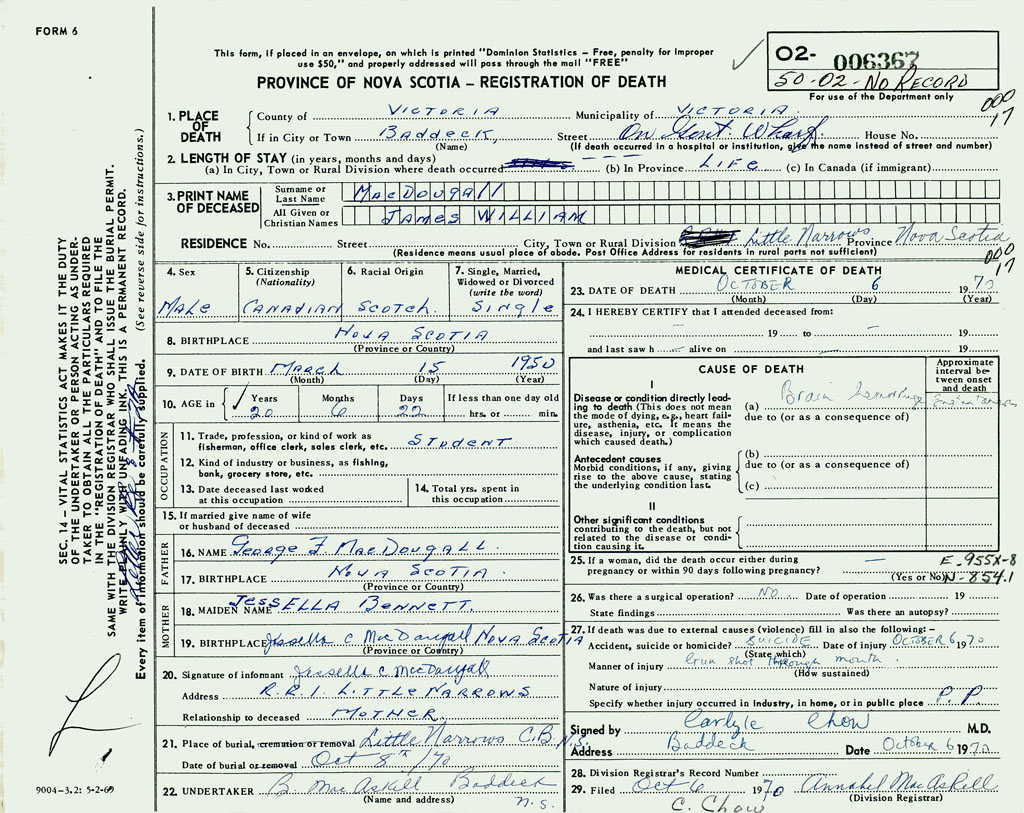 FORM 6
This form, if placed in an envelope, on which is printed "Dominion Statistics – Free, penalty for improper
use $50," and properly addressed will pass through the mail "FREE"
PROVINCE OF NOVA SCOTIA – REGISTRATION OF DEATH
02- 006367
50-02-No RECORD
For use of the Department only
000
17
1. PLACE OF DEATH
County of VICTORIA Municipality of VICTORIA
If in City or Town Baddeck, Street On Govt Wharf House No.
(Name) (If death occurred in a hospital or institution, give the name instead of street and number)
2. LENGTH OF STAY (in years, months and days)
(a) In City, Town or Rural Division where death occurred (b) In Province LIFE (c) In Canada (if immigrant)
3. PRINT NAME OF DECEASED
Surname or Last Name MacDougall
All Given or Christian Names JAMES WILLIAM
RESIDENCE No. Street City, Town or Rural Division Little Narrows Province Nova Scotia
(Residence means usual place of abode. Post Office Address for residents in rural parts not sufficient)
000
17
4. Sex
Male
5. Citizenship
(Nationality)
CANADIAN
6. Racial Origin
Scotch
7. Single, Married,
Widowed or Divorced
(write the word)
Single
8. BIRTHPLACE Nova Scotia
(Province or Country)
9. DATE OF BIRTH March 15 1950
(Month) (Day) (Year)
10. AGE in Years 20 Months 6 Days 22 If less than one day old
hrs. or min.
OCCUPATION
11. Trade, profession, or kind of work as
fisherman, office clerk, sales clerk, etc. STUDENT
12. Kind of industry or business, as fishing,
bank, grocery store, etc.
13. Date deceased last worked
at this occupation
14. Total yrs. spent in
this occupation
15. If married give name of wife
or husband of deceased
FATHER
16. NAME George F. MacDougall
17. BIRTHPLACE Nova Scotia
(Province or Country)
MOTHER
18. MAIDEN NAME Jessella Bennett.
19. BIRTHPLACE Jessella C MacDougall Nova Scotia
(Province or Country)
20. Signature of informant Jessella C MacDougall
Address R.R.1. Little Narrows
Relationship to deceased Mother
21. Place of burial, cremation or removal Little Narrows C.B. N.S.
Date of burial or removal Oct 8th /70
22. UNDERTAKER B. MacAskill Baddeck
(Name and address) N.S.
MEDICAL CERTIFICATE OF DEATH
23. DATE OF DEATH October 6 1970
(Month) (Day) (Year)
24. I HEREBY CERTIFY that I attended deceased from:
– 19 to – 19
and last saw h – alive on – 19
CAUSE OF DEATH
Approximate interval between onset and death
I
Disease or condition directly leading to death (This does not mean the mode of dying, e.g., heart failure, asthenia, etc. It means the disease, injury, or complication which caused death.)
(a) Brain
due to (or as a consequence of)
Antecedent causes
Morbid conditions, if any, giving rise to the above cause, stating the underlying condition last.
(b)
due to (or as a consequence of)
(c)
II
Other significant conditions
contributing to the death, but not related to the disease or condition causing it.
25. If a woman, did the death occur either during
pregnancy or within 90 days following pregnancy? –
(Yes or No)
E-955X-8
N-854.1
26. Was there a surgical operation? NO Date of operation 19
State findings Was there an autopsy?
27. If death was due to external causes (violence) fill in also the following: –
Accident, suicide or homicide? SUICIDE Date of injury October 6, 1970
(State which)
Manner of injury Gun shot through mouth.
(How sustained)
Nature of injury
Specify whether injury occurred in industry, in home, or in public place P.P.
Signed by Carlyle Chow M.D.
Address Baddeck Date October 6 1970
28. Division Registrar's Record Number
29. Filed Oct 6 1970 Annabel MacAskill
(Division Registrar)
C. Chow
SEC. 14 – VITAL STATISTICS ACT MAKES IT THE DUTY
OF THE UNDERTAKER OR PERSON ACTING AS UNDER-
TAKER TO OBTAIN ALL THE PARTICULARS REQUIRED
IN THE "REGISTRATION OF DEATH" AND TO FILE THE
SAME WITH THE DIVISION REGISTRAR WHO SHALL ISSUE THE BURIAL PERMIT.
WRITE PLAINLY WITH UNFADING INK. THIS IS A PERMANENT RECORD.
Every item of information should be carefully supplied. (See reverse side for instructions.)
9004-3.2: 5-2-69